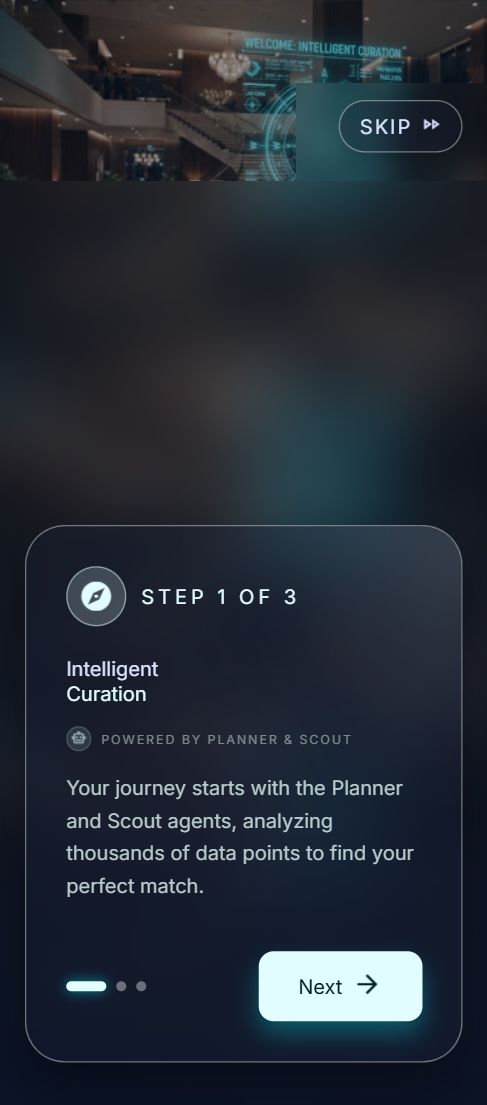 WELCOME: INTELLIGENT CURATION
SKIP
STEP 1 OF 3
Intelligent
Curation
POWERED BY PLANNER & SCOUT
Your journey starts with the Planner
and Scout agents, analyzing
thousands of data points to find your
perfect match.
Next